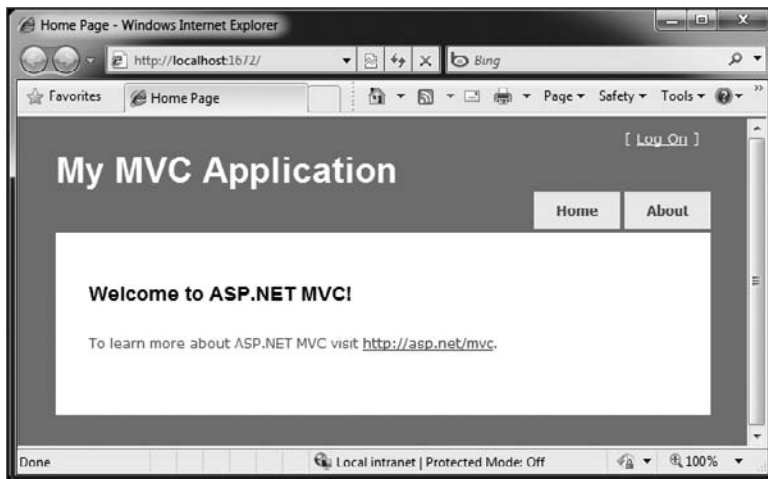 Home Page - Windows Internet Explorer
http://localhost:1672/
Bing
Favorites
Home Page
Page
Safety
Tools
»
[ Log On ]
My MVC Application
Home
About
Welcome to ASP.NET MVC!
To learn more about ASP.NET MVC visit http://asp.net/mvc.
Done
Local intranet | Protected Mode: Off
100%